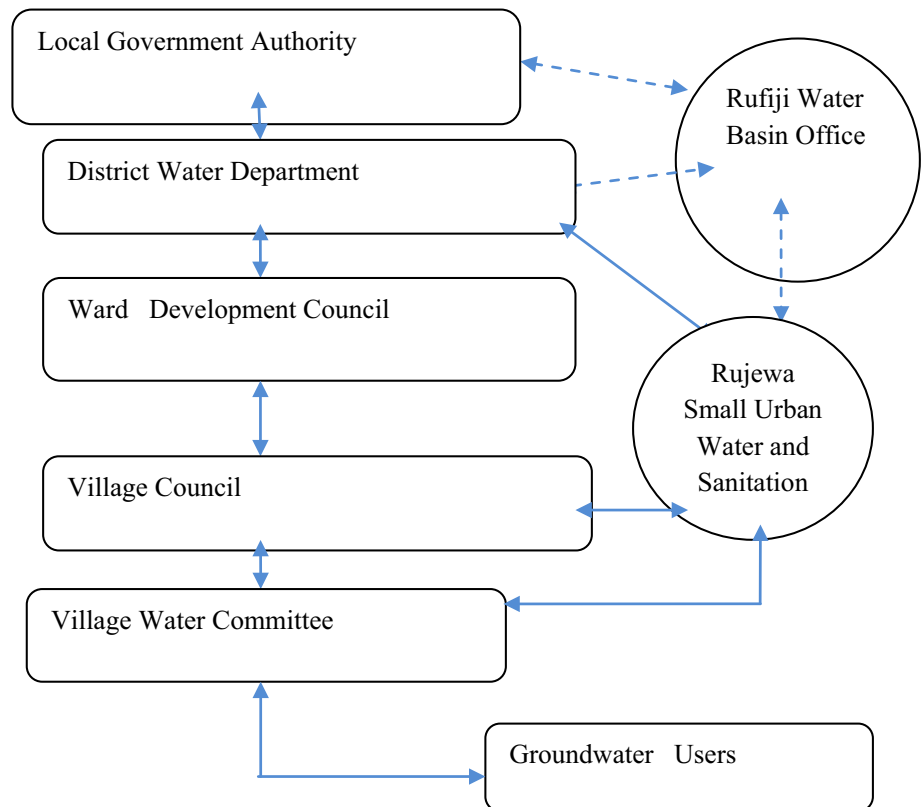 Local Government Authority
Rufiji Water
Basin Office
District Water Department
Ward Development Council
Rujewa
Small Urban
Water and
Sanitation
Village Council
Village Water Committee
Groundwater Users